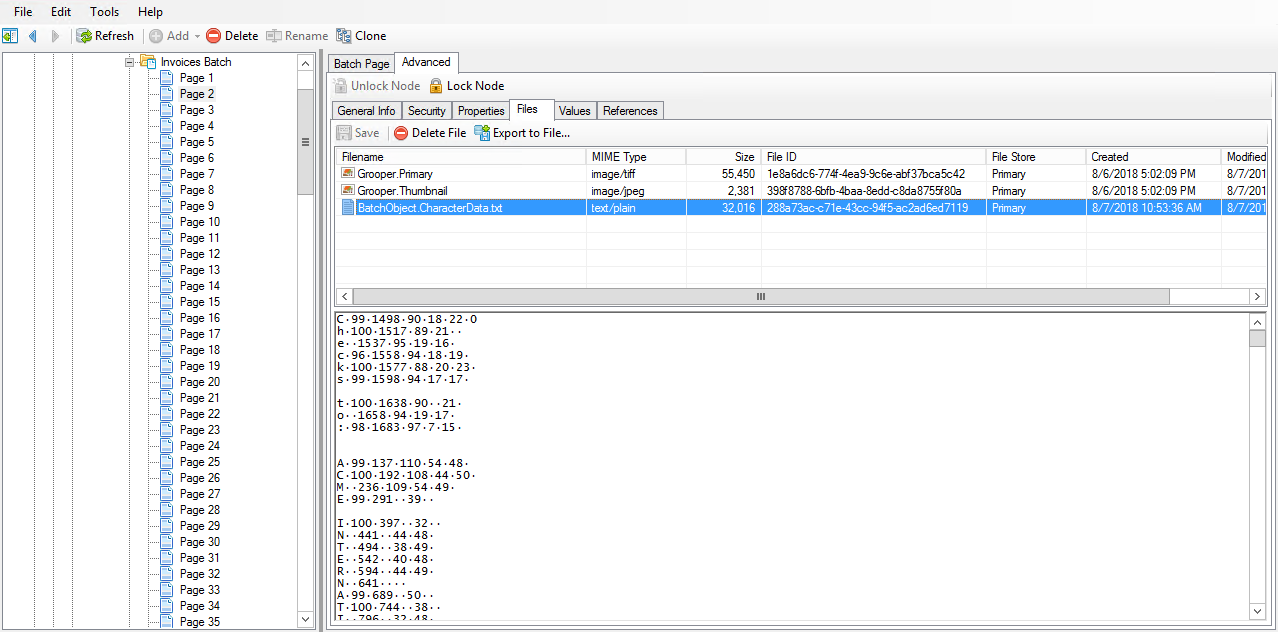 File Edit Tools Help
Refresh Add Delete Rename Clone
Invoices Batch
Page 1
Page 2
Page 3
Page 4
Page 5
Page 6
Page 7
Page 8
Page 9
Page 10
Page 11
Page 12
Page 13
Page 14
Page 15
Page 16
Page 17
Page 18
Page 19
Page 20
Page 21
Page 22
Page 23
Page 24
Page 25
Page 26
Page 27
Page 28
Page 29
Page 30
Page 31
Page 32
Page 33
Page 34
Page 35
Batch Page Advanced
Unlock Node Lock Node
General Info Security Properties Files Values References
Save Delete File Export to File...
Filename MIME Type Size File ID File Store Created Modified
Grooper.Primary image/tiff 55,450 1e8a6dc6-774f-4ea9-9c6e-abf37bca5c42 Primary 8/6/2018 5:02:09 PM 8/7/201
Grooper.Thumbnail image/jpeg 2,381 398f8788-6bfb-4baa-8edd-c8da8755f80a Primary 8/6/2018 5:02:09 PM 8/7/201
BatchObject.CharacterData.txt text/plain 32,016 288a73ac-c71e-43cc-94f5-ac2ad6ed7119 Primary 8/7/2018 10:53:36 AM 8/7/201
C·99·1498·90·18·22·0
h·100·1517·89·21··
e··1537·95·19·16·
c·96·1558·94·18·19·
k·100·1577·88·20·23·
s·99·1598·94·17·17·
t·100·1638·90··21·
o··1658·94·19·17·
:·98·1683·97·7·15·
A·99·137·110·54·48·
C·100·192·108·44·50·
M··236·109·54·49·
E·99·291··39··
I·100·397··32··
N··441··44·48·
T··494··38·49·
E··542··40·48·
R··594··44·49·
N··641····
A·99·689··50··
T·100·744··38··
I··796··32·48·